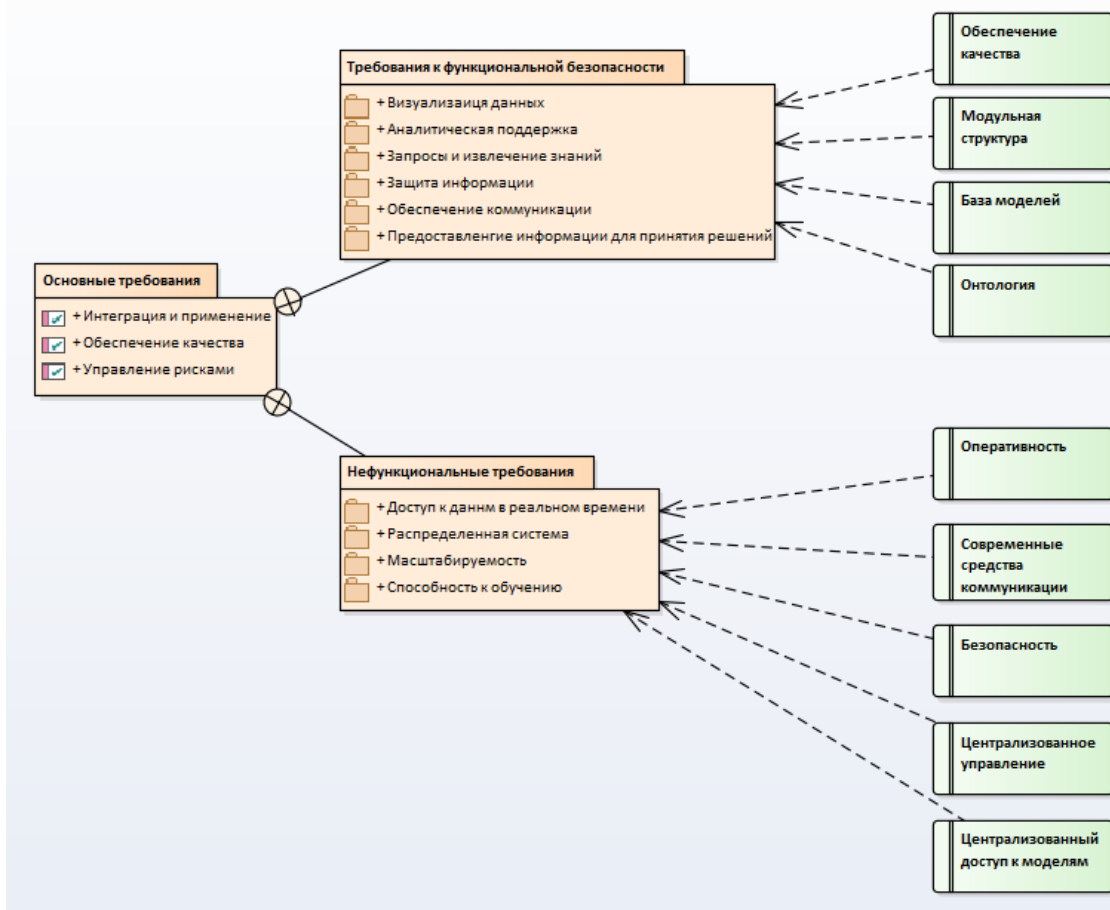 Обеспечение
качества
Требования к функциональной безопасности
+Визуализаиця данных
+Аналитическая поддержка
+Запросы и извлечение знаний
+Защита информации
+Обеспечение коммуникации
+Предоставленгие информации для принятия решений
Модульная
структура
База моделей
Онтология
Основные требования
+Интеграция и применение
+Обеспечение качества
+Управление рисками
Нефункциональные требования
+Доступ к даннм в реальном времени
+Распределенная система
+Масштабируемость
+Способность к обучению
Оперативность
Современные
средства
коммуникации
Безопасность
Централизованное
управление
Централизованный
доступ к моделям